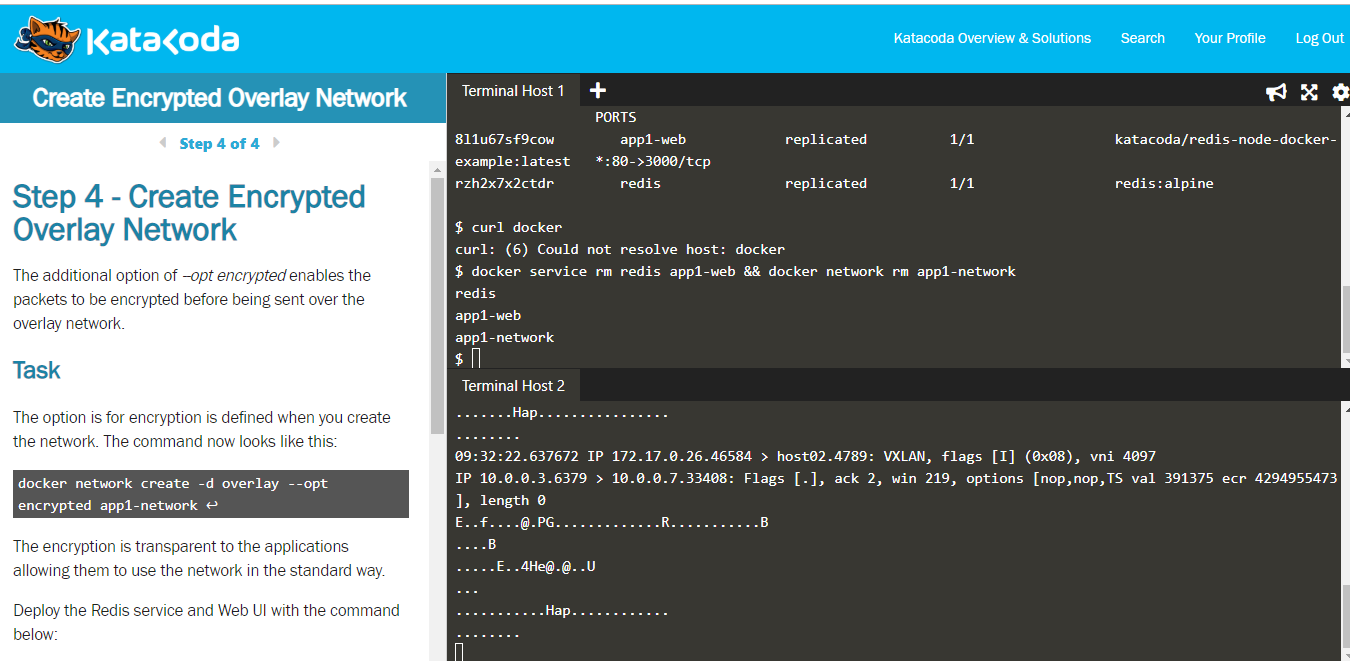 Katacoda
Katacoda Overview & Solutions
Search
Your Profile
Log Out
Create Encrypted Overlay Network
Step 4 of 4
Step 4 - Create Encrypted
Overlay Network
The additional option of –opt encrypted enables the
packets to be encrypted before being sent over the
overlay network.
Task
The option is for encryption is defined when you create
the network. The command now looks like this:
docker network create -d overlay --opt
encrypted app1-network ↩
The encryption is transparent to the applications
allowing them to use the network in the standard way.
Deploy the Redis service and Web UI with the command
below:
Terminal Host 1
PORTS
8l1u67sf9cow app1-web replicated 1/1 katacoda/redis-node-docker-
example:latest *:80->3000/tcp
rzh2x7x2ctdr redis replicated 1/1 redis:alpine
$ curl docker
curl: (6) Could not resolve host: docker
$ docker service rm redis app1-web && docker network rm app1-network
redis
app1-web
app1-network
$
Terminal Host 2
.......Hap................
........
09:32:22.637672 IP 172.17.0.26.46584 > host02.4789: VXLAN, flags [I] (0x08), vni 4097
IP 10.0.0.3.6379 > 10.0.0.7.33408: Flags [.], ack 2, win 219, options [nop,nop,TS val 391375 ecr 4294955473
], length 0
E..f....@.PG.............R...........B
....B
.....E..4He@.@..U
...
...........Hap............
........